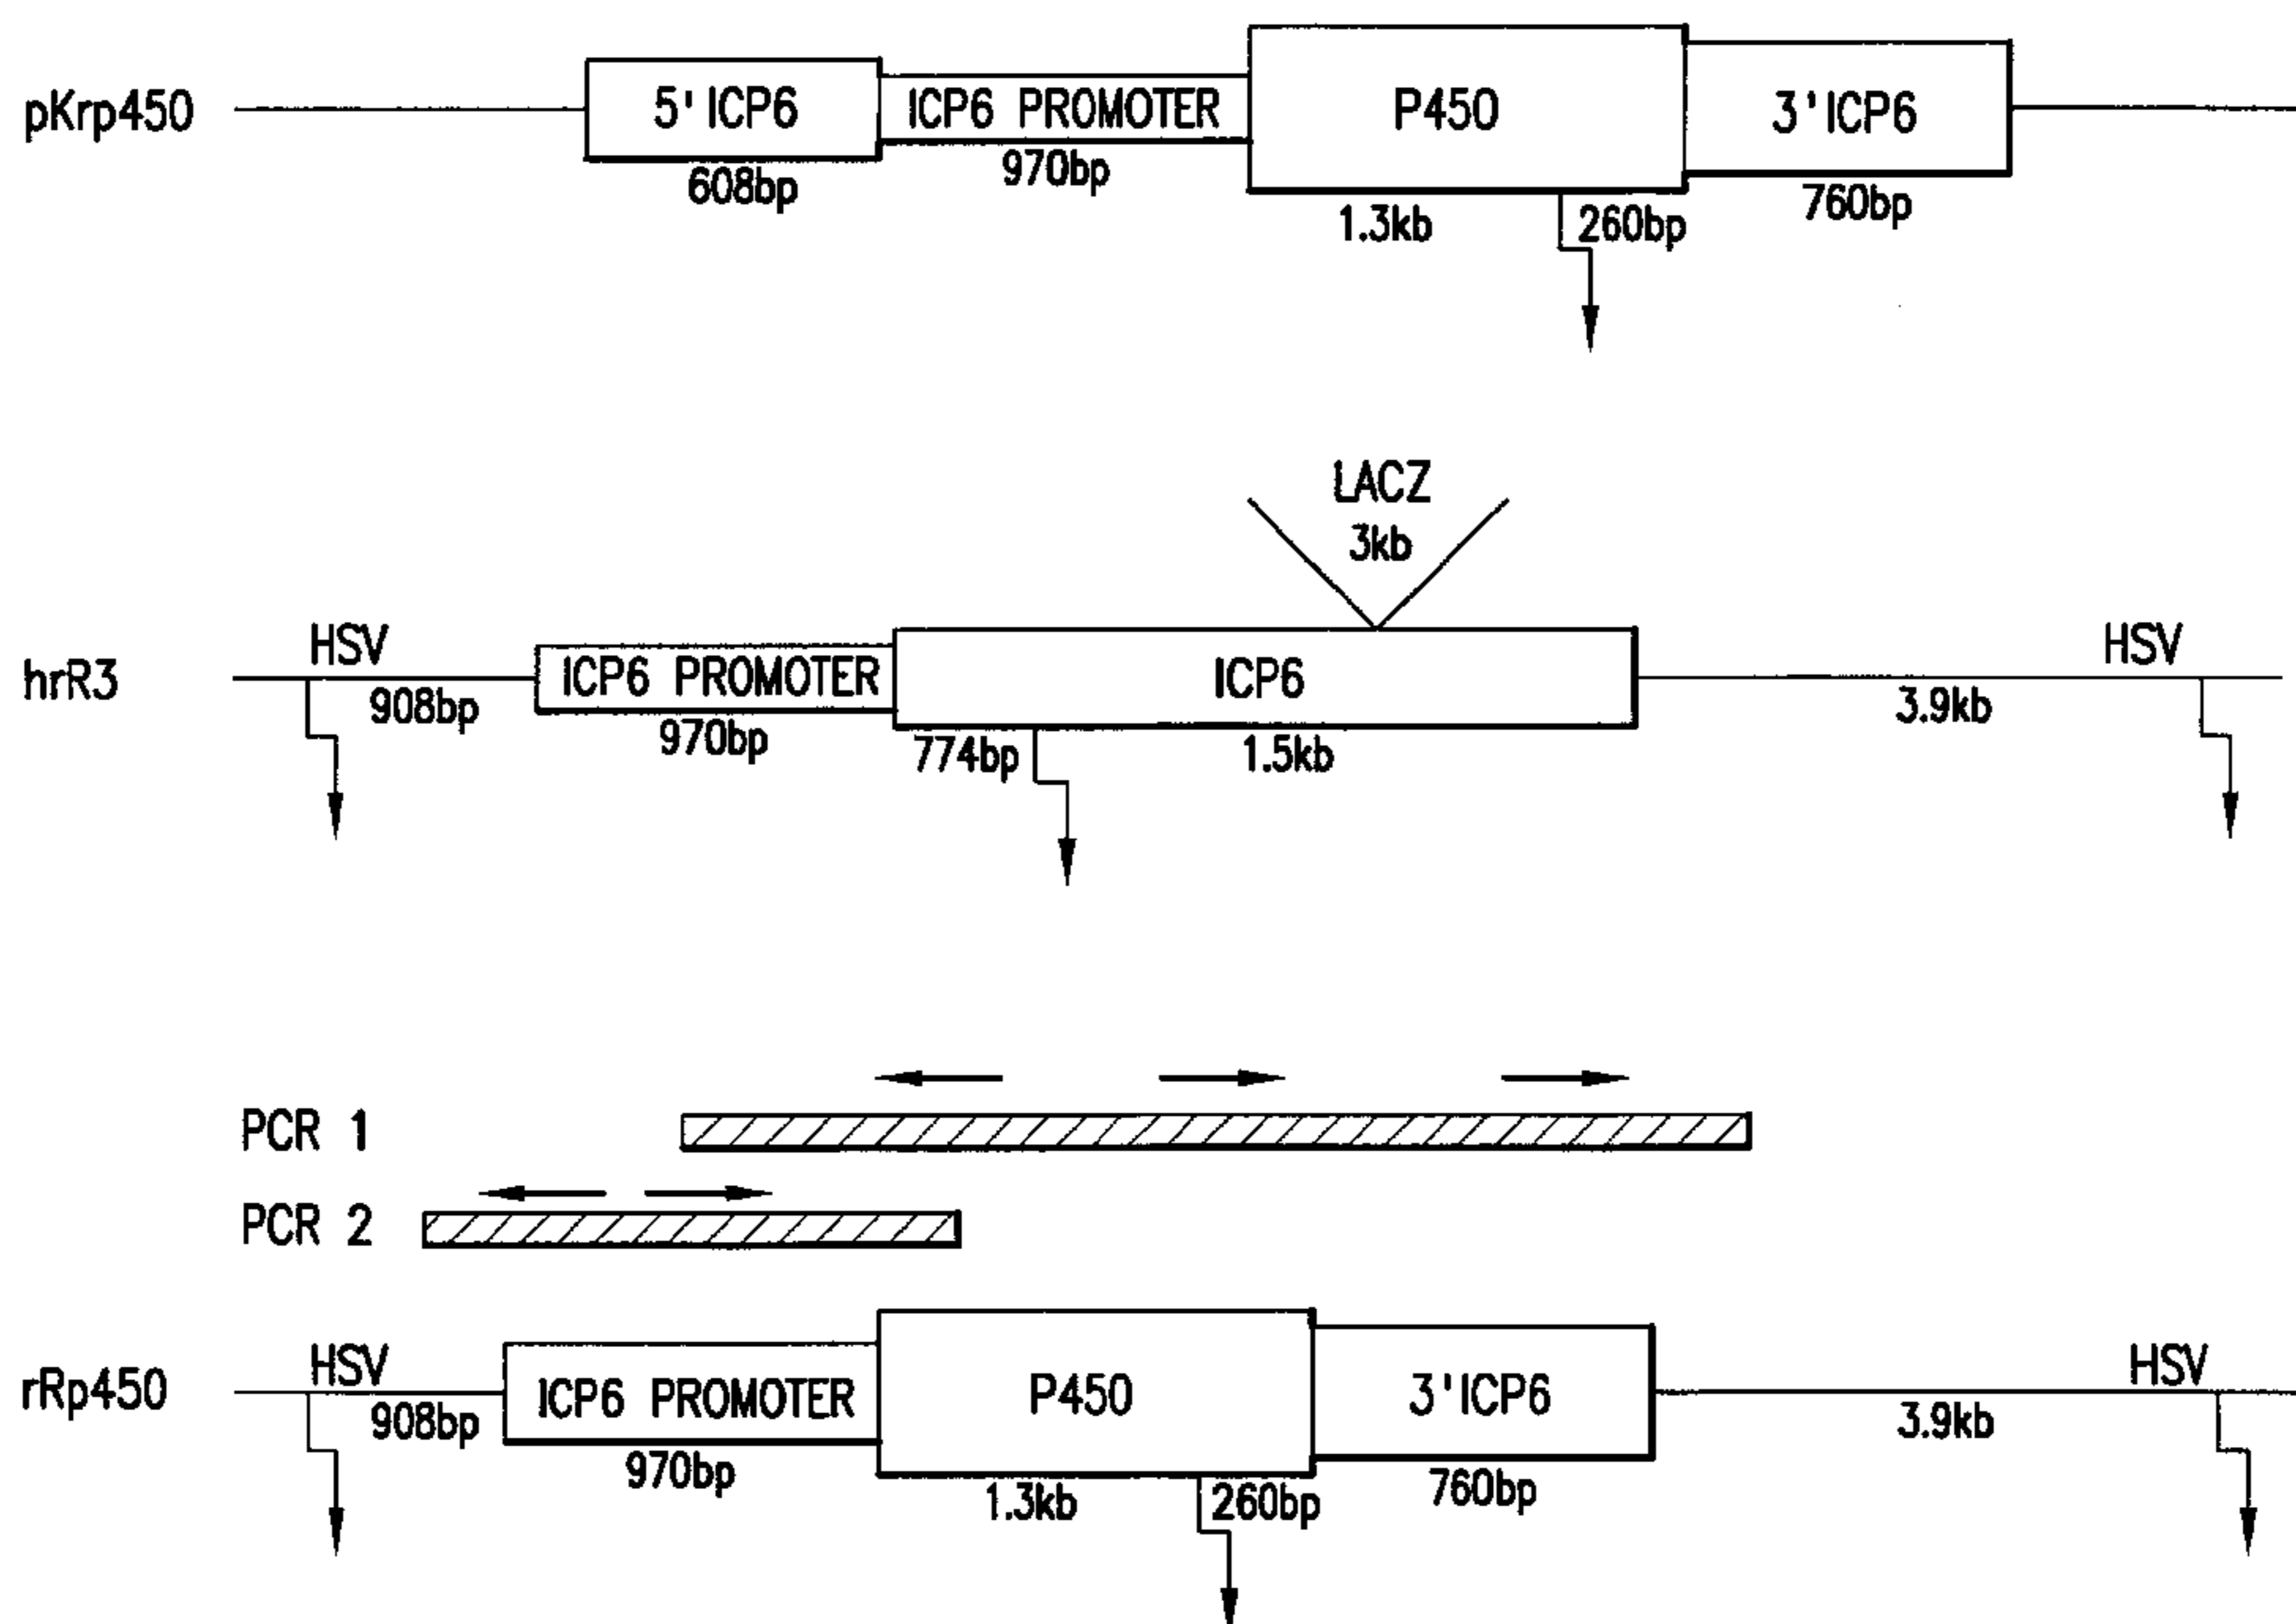 pKrp450
5' ICP6
ICP6 PROMOTER
P450
3'ICP6
608bp
970bp
1.3kb
260bp
760bp
LACZ
3kb
hrR3
HSV
ICP6 PROMOTER
ICP6
HSV
908bp
970bp
774bp
1.5kb
3.9kb
PCR 1
PCR 2
rRp450
HSV
ICP6 PROMOTER
P450
3'ICP6
HSV
908bp
970bp
1.3kb
260bp
760bp
3.9kb